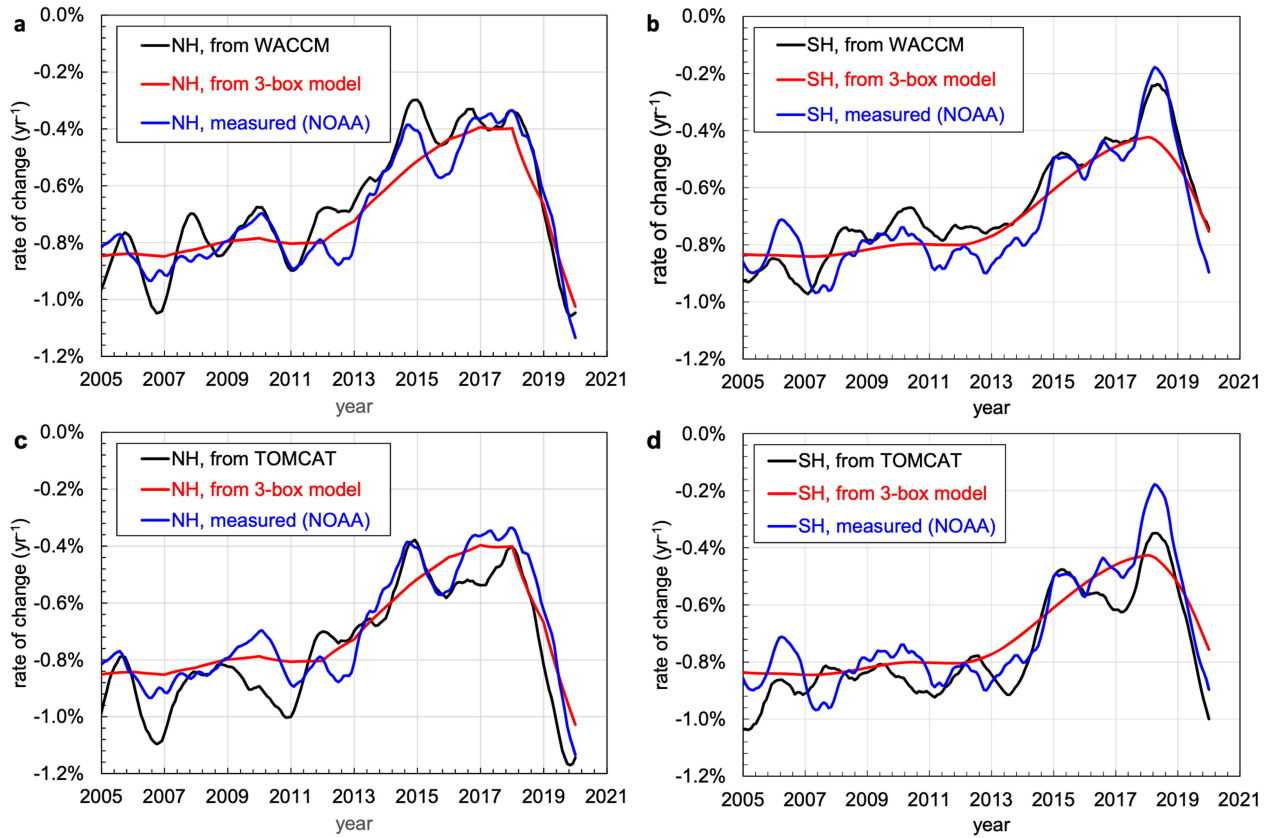 a
NH, from WACCM
NH, from 3-box model
NH, measured (NOAA)
rate of change (yr⁻¹)
0.0%
-0.2%
-0.4%
-0.6%
-0.8%
-1.0%
-1.2%
2005 2007 2009 2011 2013 2015 2017 2019 2021
year
b
SH, from WACCM
SH, from 3-box model
SH, measured (NOAA)
rate of change (yr⁻¹)
0.0%
-0.2%
-0.4%
-0.6%
-0.8%
-1.0%
-1.2%
2005 2007 2009 2011 2013 2015 2017 2019 2021
year
c
NH, from TOMCAT
NH, from 3-box model
NH, measured (NOAA)
rate of change (yr⁻¹)
0.0%
-0.2%
-0.4%
-0.6%
-0.8%
-1.0%
-1.2%
2005 2007 2009 2011 2013 2015 2017 2019 2021
year
d
SH, from TOMCAT
SH, from 3-box model
SH, measured (NOAA)
rate of change (yr⁻¹)
0.0%
-0.2%
-0.4%
-0.6%
-0.8%
-1.0%
-1.2%
2005 2007 2009 2011 2013 2015 2017 2019 2021
year